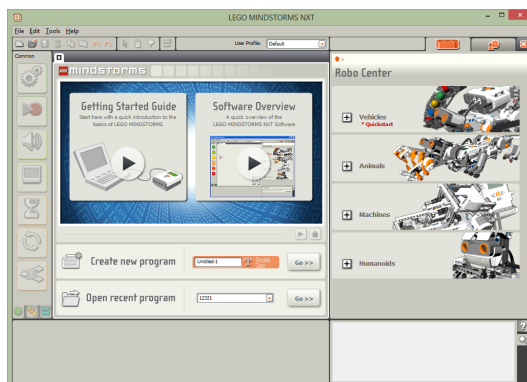 LEGO MINDSTORMS NXT
File Edit Tools Help
User Profile: Default
Common
mindstorms
Robo Center
Getting Started Guide
Start here with a quick introduction to the
basics of LEGO MINDSTORMS
Software Overview
A quick overview of the
LEGO MINDSTORMS NXT Software
Vehicles
* Quickstart
Animals
Machines
Humanoids
Create new program
Untitled-1
Go >>
Open recent program
12321
Go >>
?